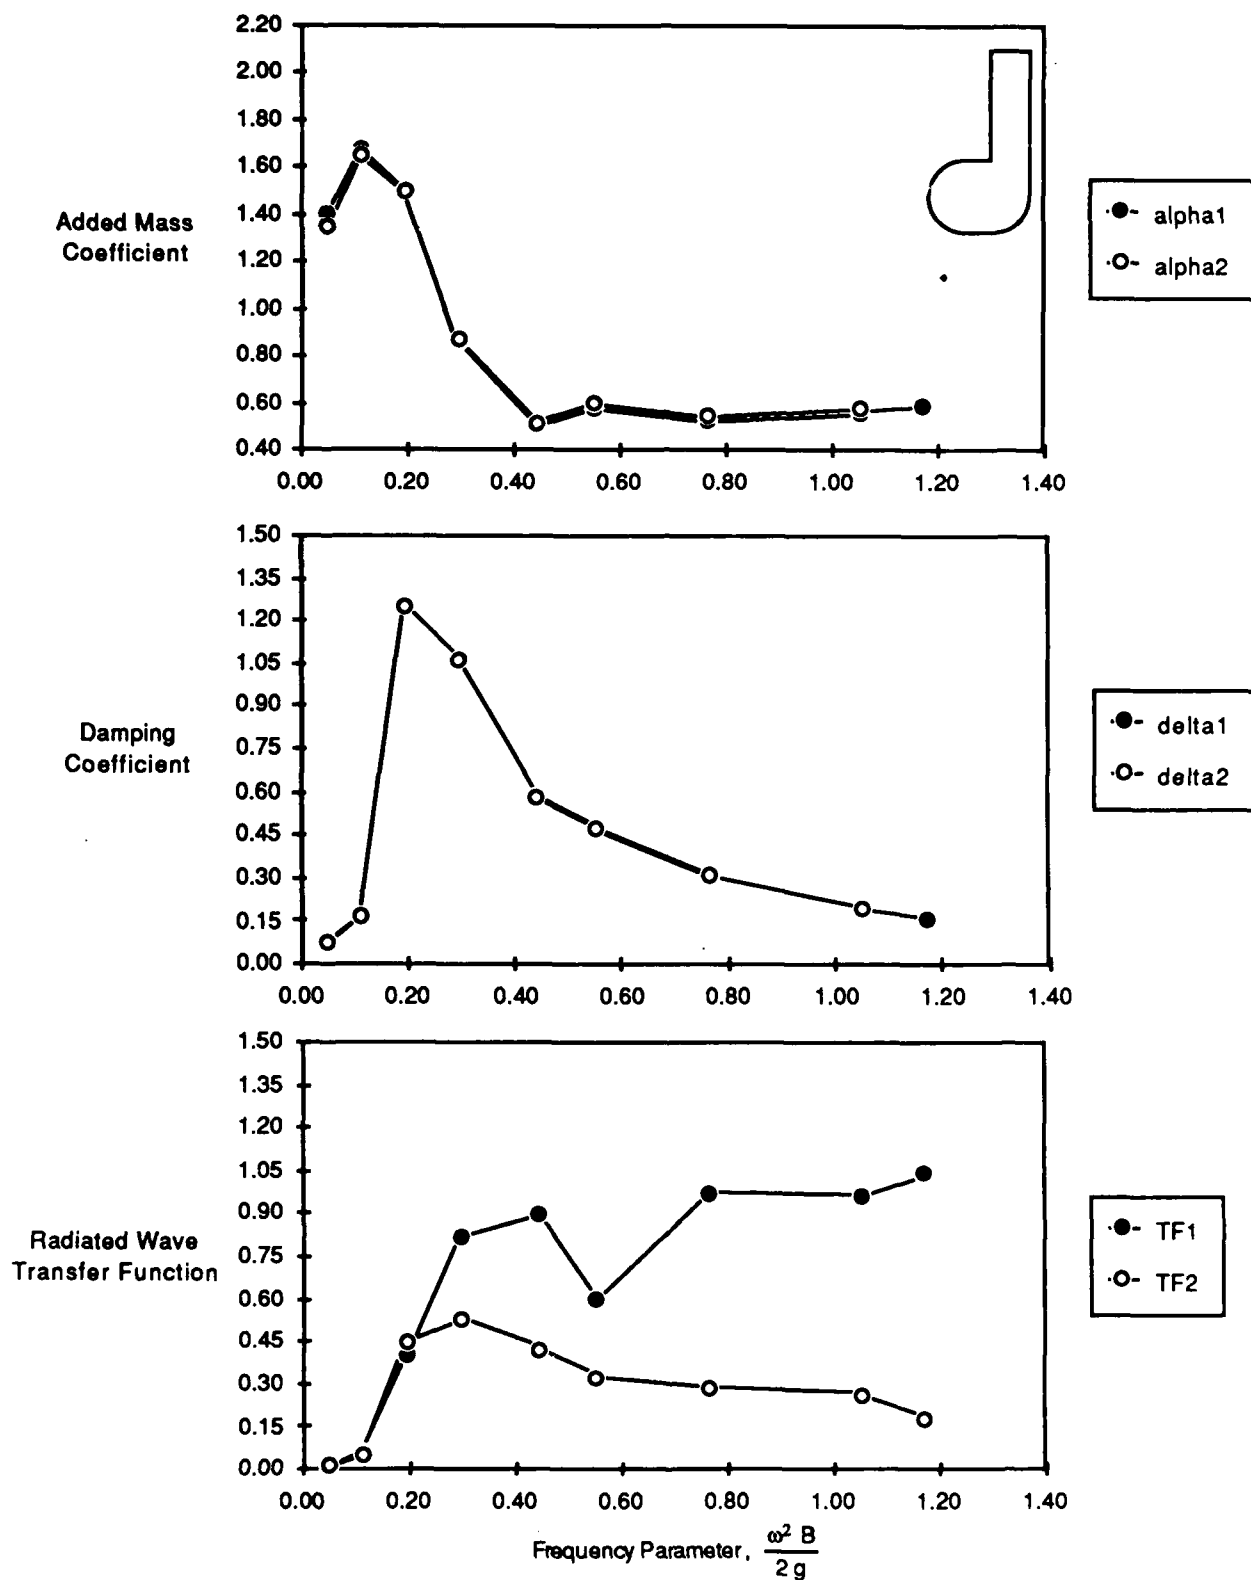 2.20
2.00
1.80
1.60
1.40
1.20
1.00
0.80
0.60
0.40
Added Mass
Coefficient
0.00 0.20 0.40 0.60 0.80 1.00 1.20 1.40
alpha1
alpha2
1.50
1.35
1.20
1.05
0.90
0.75
0.60
0.45
0.30
0.15
0.00
Damping
Coefficient
0.00 0.20 0.40 0.60 0.80 1.00 1.20 1.40
delta1
delta2
1.50
1.35
1.20
1.05
0.90
0.75
0.60
0.45
0.30
0.15
0.00
Radiated Wave
Transfer Function
0.00 0.20 0.40 0.60 0.80 1.00 1.20 1.40
TF1
TF2
Frequency Parameter, ω² B
2 g